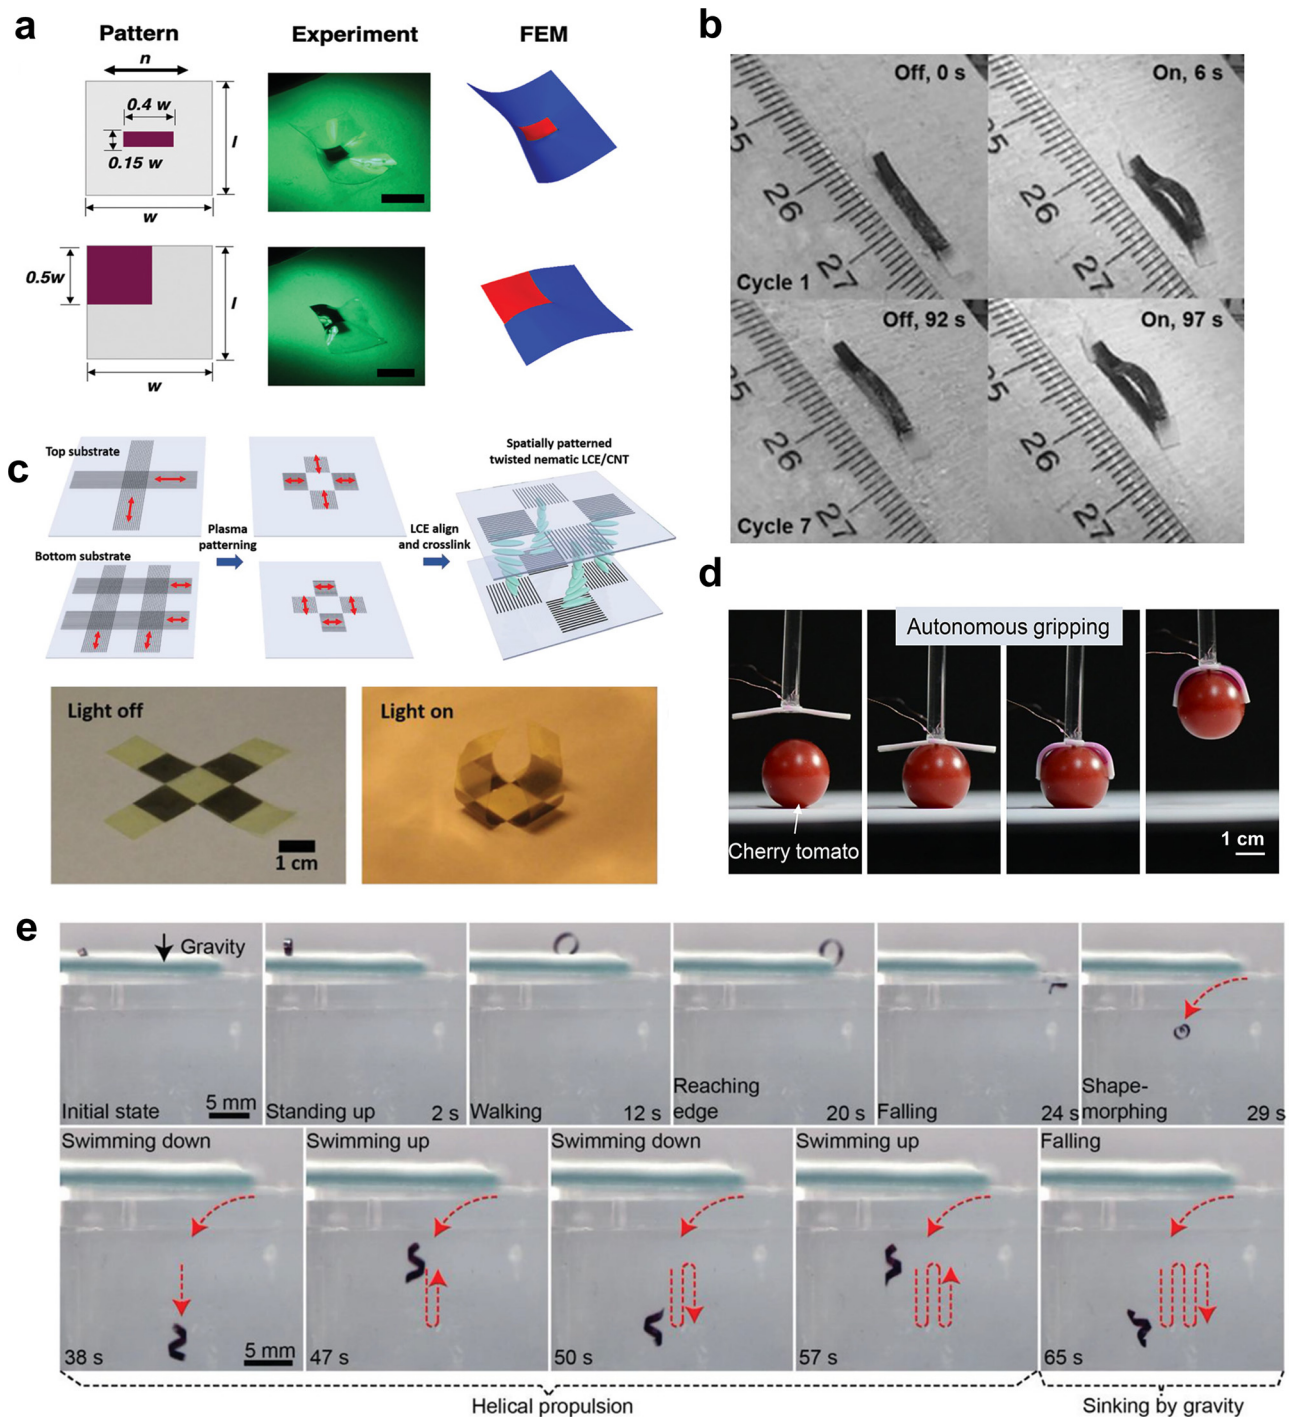 a
Pattern
Experiment
FEM
n
0.4 w
0.15 w
l
w
0.5w
l
w
b
Off, 0 s
On, 6 s
25
26
27
26
27
Cycle 1
Off, 92 s
On, 97 s
25
26
27
26
27
Cycle 7
c
Top substrate
Bottom substrate
Plasma
patterning
LCE align
and crosslink
Spatially patterned
twisted nematic LCE/CNT
Light off
1 cm
Light on
d
Autonomous gripping
Cherry tomato
1 cm
e
Gravity
Initial state
5 mm
Standing up
2 s
Walking
12 s
Reaching
edge
20 s
Falling
24 s
Shape-
morphing
29 s
Swimming down
38 s
5 mm
Swimming up
47 s
Swimming down
50 s
Swimming up
57 s
Falling
65 s
Helical propulsion
Sinking by gravity